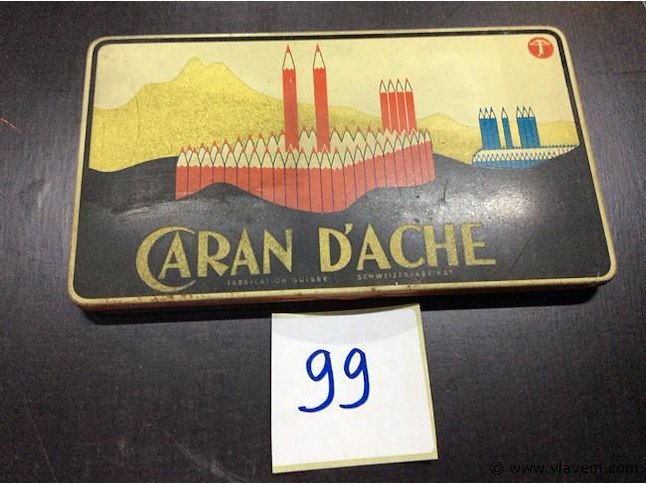 CARAN D'ACHE
FABRICATION SUISSE SCHWEIZERFABRIKAT
99
© www.vlavem.com